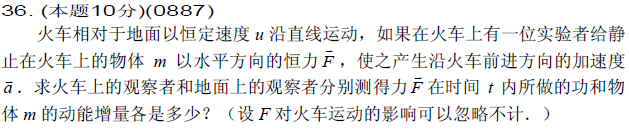 36. (本题10分)(0887)
火车相对于地面以恒定速度 u 沿直线运动，如果在火车上有一位实验者给静
止在火车上的物体 m 以水平方向的恒力 F⃗，使之产生沿火车前进方向的加速度
a⃗．求火车上的观察者和地面上的观察者分别测得力 F⃗ 在时间 t 内所做的功和物
体 m 的动能增量各是多少？（设 F 对火车运动的影响可以忽略不计．）